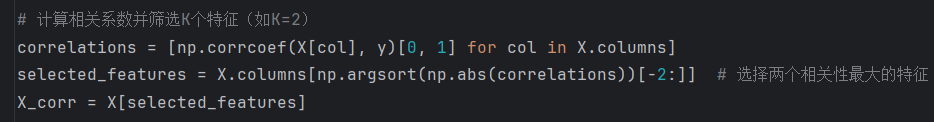 # 计算相关系数并筛选K个特征（如K=2）
correlations = [np.corrcoef(X[col], y)[0, 1] for col in X.columns]
selected_features = X.columns[np.argsort(np.abs(correlations))[-2:]]  # 选择两个相关性最大的特征
X_corr = X[selected_features]